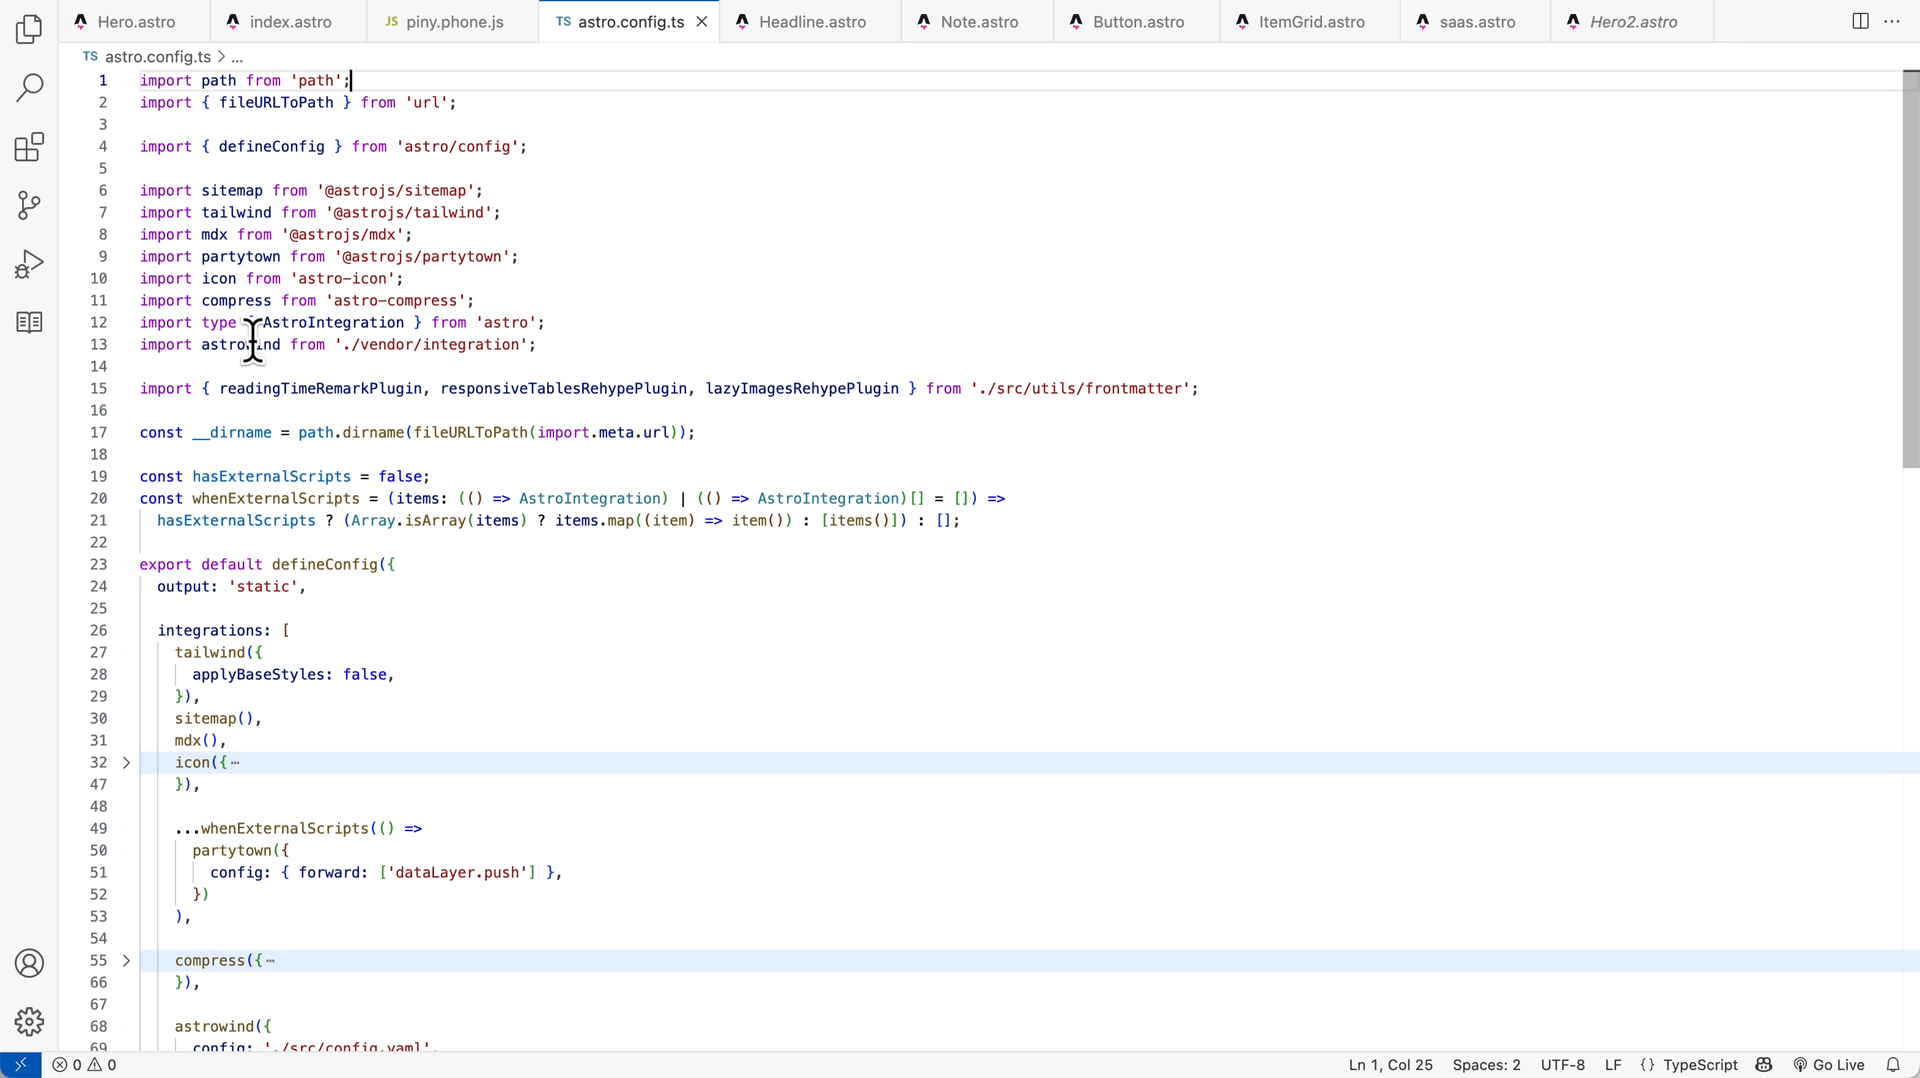 Hero.astro index.astro JS piny.phone.js TS astro.config.ts Headline.astro Note.astro Button.astro ItemGrid.astro saas.astro Hero2.astro
TS astro.config.ts > ...
1 import path from 'path';
2 import { fileURLToPath } from 'url';
3
4 import { defineConfig } from 'astro/config';
5
6 import sitemap from '@astrojs/sitemap';
7 import tailwind from '@astrojs/tailwind';
8 import mdx from '@astrojs/mdx';
9 import partytown from '@astrojs/partytown';
10 import icon from 'astro-icon';
11 import compress from 'astro-compress';
12 import type { AstroIntegration } from 'astro';
13 import astrowind from './vendor/integration';
14
15 import { readingTimeRemarkPlugin, responsiveTablesRehypePlugin, lazyImagesRehypePlugin } from './src/utils/frontmatter';
16
17 const __dirname = path.dirname(fileURLToPath(import.meta.url));
18
19 const hasExternalScripts = false;
20 const whenExternalScripts = (items: (() => AstroIntegration) | (() => AstroIntegration)[] = []) =>
21 hasExternalScripts ? (Array.isArray(items) ? items.map((item) => item()) : [items()]) : [];
22
23 export default defineConfig({
24 output: 'static',
25
26 integrations: [
27 tailwind({
28 applyBaseStyles: false,
29 }),
30 sitemap(),
31 mdx(),
32 icon({ ⋯
47 }),
48
49 ...whenExternalScripts(() =>
50 partytown({
51 config: { forward: ['dataLayer.push'] },
52 })
53 ),
54
55 compress({ ⋯
66 }),
67
68 astrowind({
69 config: './src/config.yaml',
0 0 Ln 1, Col 25 Spaces: 2 UTF-8 LF {} TypeScript Go Live